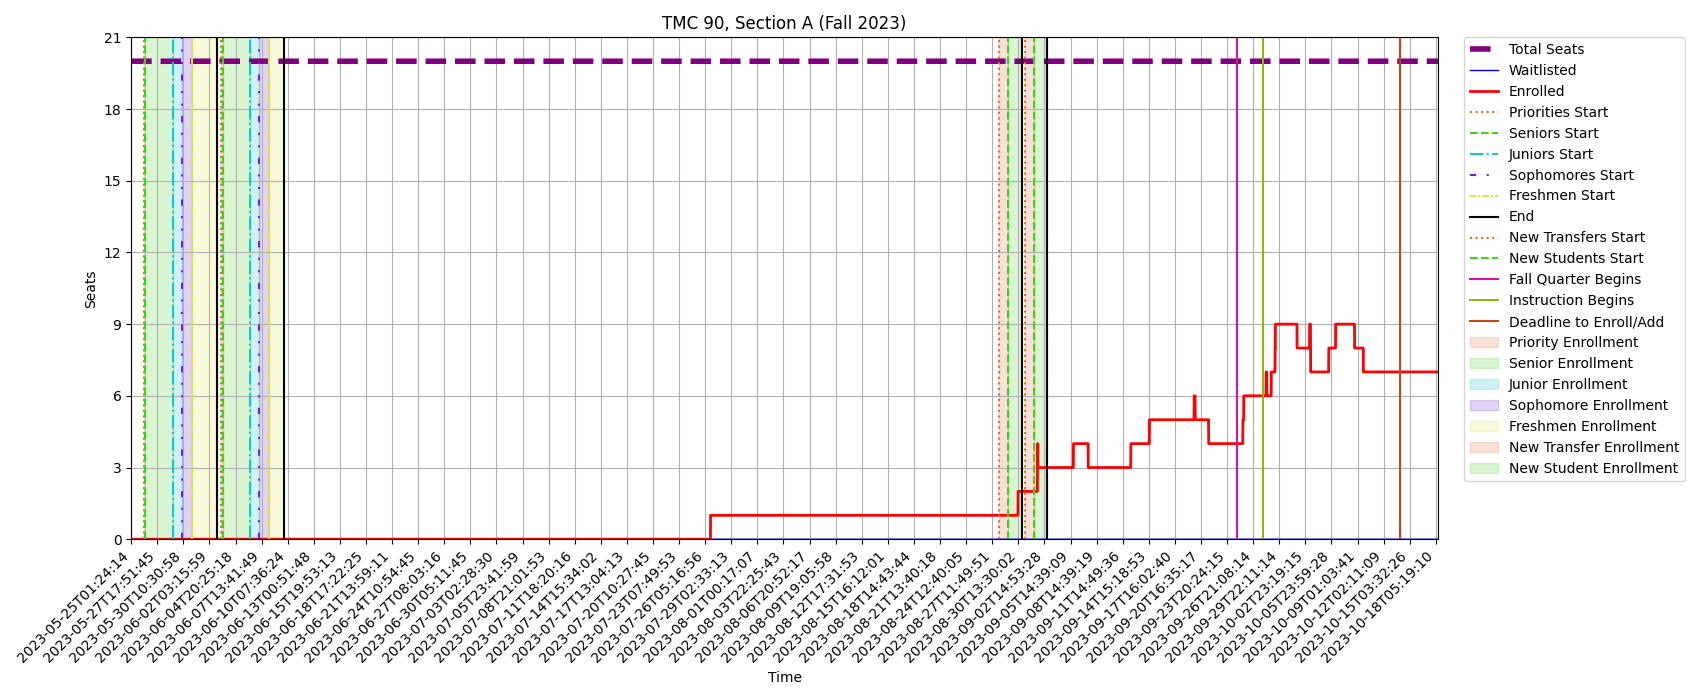 TMC 90, Section A (Fall 2023)
21
18
15
12
9
6
3
0
Seats
2023-05-25T01:24:14
2023-05-27T17:51:45
2023-05-30T10:30:58
2023-06-02T03:15:59
2023-06-04T20:25:18
2023-06-07T13:41:49
2023-06-10T07:36:24
2023-06-13T00:51:48
2023-06-15T19:53:13
2023-06-18T17:22:25
2023-06-21T13:59:11
2023-06-24T10:54:45
2023-06-27T08:03:16
2023-06-30T05:11:45
2023-07-03T02:28:30
2023-07-05T23:41:59
2023-07-08T21:01:53
2023-07-11T18:20:16
2023-07-14T15:34:02
2023-07-17T13:04:13
2023-07-20T10:27:45
2023-07-23T07:49:53
2023-07-26T05:16:56
2023-07-29T02:33:13
2023-08-01T00:17:07
2023-08-03T22:25:43
2023-08-06T20:52:17
2023-08-09T19:05:58
2023-08-12T17:31:53
2023-08-15T16:12:01
2023-08-18T14:43:44
2023-08-21T13:40:18
2023-08-24T12:40:05
2023-08-27T11:49:51
2023-08-30T13:30:02
2023-09-02T14:53:28
2023-09-05T14:39:09
2023-09-08T14:39:19
2023-09-11T14:49:36
2023-09-14T15:18:53
2023-09-17T16:02:40
2023-09-20T16:35:17
2023-09-23T20:24:15
2023-09-26T21:08:14
2023-09-29T22:11:14
2023-10-02T23:19:15
2023-10-05T23:59:28
2023-10-09T01:03:41
2023-10-12T02:11:09
2023-10-15T03:32:26
2023-10-18T05:19:10
Time
Total Seats
Waitlisted
Enrolled
Priorities Start
Seniors Start
Juniors Start
Sophomores Start
Freshmen Start
End
New Transfers Start
New Students Start
Fall Quarter Begins
Instruction Begins
Deadline to Enroll/Add
Priority Enrollment
Senior Enrollment
Junior Enrollment
Sophomore Enrollment
Freshmen Enrollment
New Transfer Enrollment
New Student Enrollment